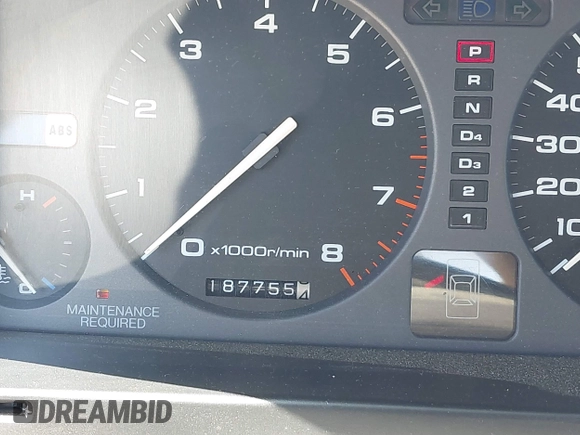 P
R
N
D4
D3
2
1
ABS
H
C
0
1
2
3
4
5
6
7
8
x1000r/min
187755
MAINTENANCE
REQUIRED
40
30
20
10
DREAMBID